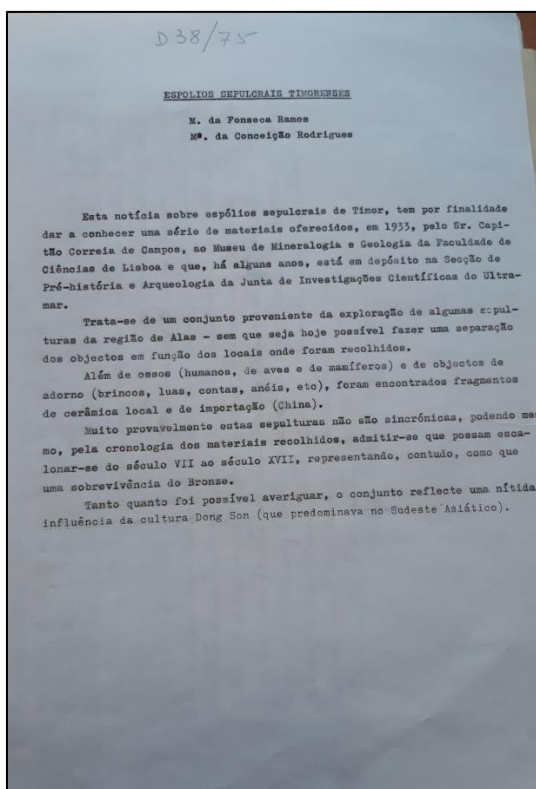 D 38/75
ESPOLIOS SEPULCRAIS TIMORENSES
M. da Fonseca Ramos
Mª. da Conceição Rodrigues
Esta notícia sobre espólios sepulcrais de Timor, tem por finalidade
dar a conhecer uma série de materiais oferecidos, em 1933, pelo Sr. Capi-
tão Correia de Campos, ao Museu de Mineralogia e Geologia da Faculdade de
Ciências de Lisboa e que, há alguns anos, está em depósito na Secção de
Pré-história e Arqueologia da Junta de Investigações Científicas do Ultra-
mar.
Trata-se de um conjunto proveniente da exploração de algumas sepul-
turas da região de Alas - sem que seja hoje possível fazer uma separação
dos objectos em função dos locais onde foram recolhidos.
Além de ossos (humanos, de aves e de mamíferos) e de objectos de
adorno (brincos, luas, contas, anéis, etc), foram encontrados fragmentos
de cerâmica local e de importação (China).
Muito provavelmente estas sepulturas não são sincrónicas, podendo mes
mo, pela cronologia dos materiais recolhidos, admitir-se que possam esca-
lonar-se do século VII ao século XVII, representando, contudo, como que
uma sobrevivência do Bronze.
Tanto quanto foi possível averiguar, o conjunto reflecte uma nítida
influência da cultura Dong Son (que predominava no Sudeste Asiático).